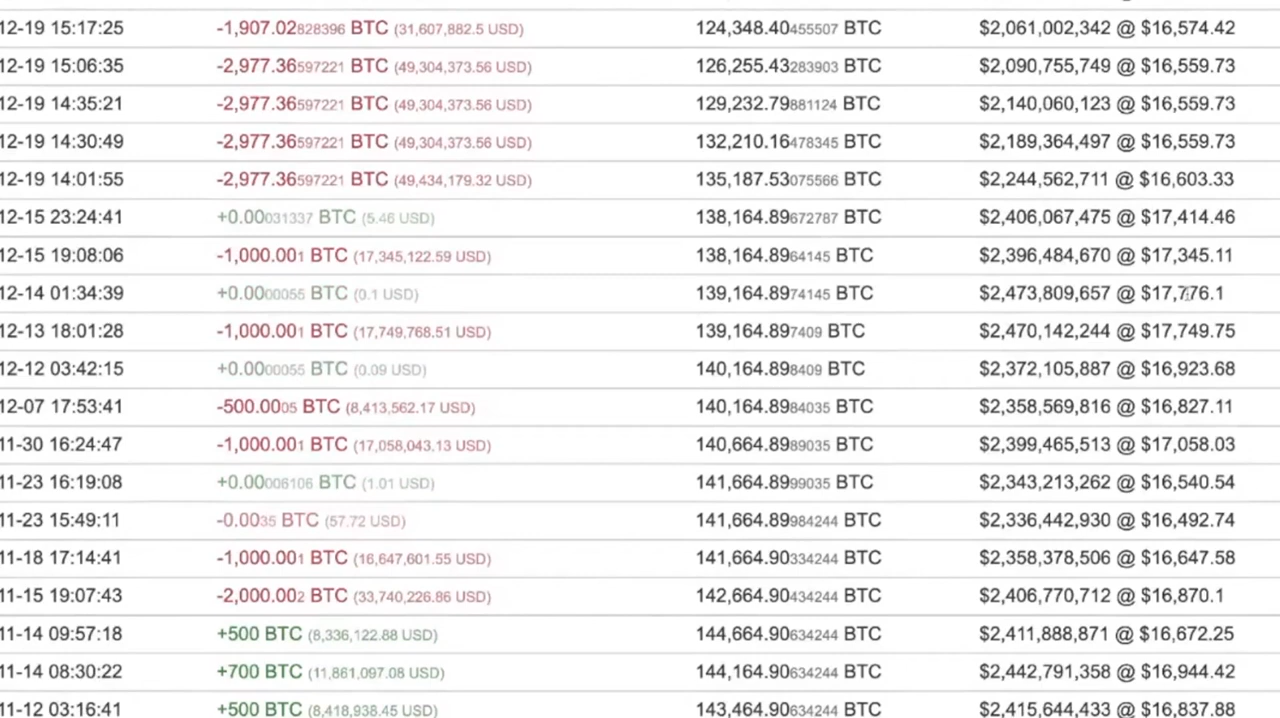 12-19 15:17:25 -1,907.02828396 BTC (31,607,882.5 USD) 124,348.40455507 BTC $2,061,002,342 @ $16,574.42
12-19 15:06:35 -2,977.36597221 BTC (49,304,373.56 USD) 126,255.43283903 BTC $2,090,755,749 @ $16,559.73
12-19 14:35:21 -2,977.36597221 BTC (49,304,373.56 USD) 129,232.79881124 BTC $2,140,060,123 @ $16,559.73
12-19 14:30:49 -2,977.36597221 BTC (49,304,373.56 USD) 132,210.16478345 BTC $2,189,364,497 @ $16,559.73
12-19 14:01:55 -2,977.36597221 BTC (49,434,179.32 USD) 135,187.53075566 BTC $2,244,562,711 @ $16,603.33
12-15 23:24:41 +0.00031337 BTC (5.46 USD) 138,164.89672787 BTC $2,406,067,475 @ $17,414.46
12-15 19:08:06 -1,000.001 BTC (17,345,122.59 USD) 138,164.8964145 BTC $2,396,484,670 @ $17,345.11
12-14 01:34:39 +0.0000055 BTC (0.1 USD) 139,164.8974145 BTC $2,473,809,657 @ $17,776.1
12-13 18:01:28 -1,000.001 BTC (17,749,768.51 USD) 139,164.897409 BTC $2,470,142,244 @ $17,749.75
12-12 03:42:15 +0.0000055 BTC (0.09 USD) 140,164.898409 BTC $2,372,105,887 @ $16,923.68
12-07 17:53:41 -500.0005 BTC (8,413,562.17 USD) 140,164.8984035 BTC $2,358,569,816 @ $16,827.11
11-30 16:24:47 -1,000.001 BTC (17,058,043.13 USD) 140,664.8989035 BTC $2,399,465,513 @ $17,058.03
11-23 16:19:08 +0.00006106 BTC (1.01 USD) 141,664.8999035 BTC $2,343,213,262 @ $16,540.54
11-23 15:49:11 -0.0035 BTC (57.72 USD) 141,664.89984244 BTC $2,336,442,930 @ $16,492.74
11-18 17:14:41 -1,000.001 BTC (16,647,601.55 USD) 141,664.90334244 BTC $2,358,378,506 @ $16,647.58
11-15 19:07:43 -2,000.002 BTC (33,740,226.86 USD) 142,664.90434244 BTC $2,406,770,712 @ $16,870.1
11-14 09:57:18 +500 BTC (8,336,122.88 USD) 144,664.90634244 BTC $2,411,888,871 @ $16,672.25
11-14 08:30:22 +700 BTC (11,861,097.08 USD) 144,164.90634244 BTC $2,442,791,358 @ $16,944.42
11-12 03:16:41 +500 BTC (8,418,938.45 USD) 143,464.90634244 BTC $2,415,644,433 @ $16,837.88